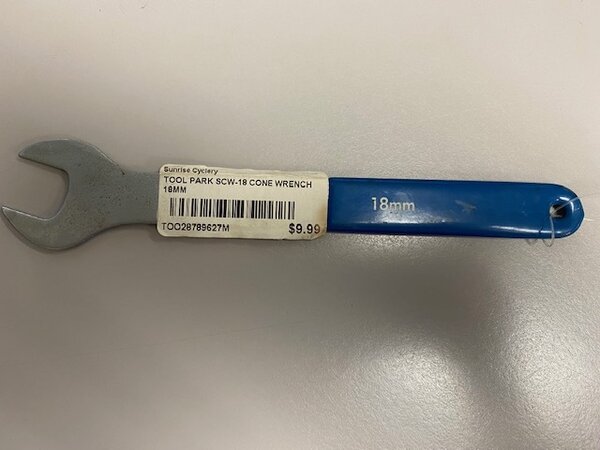 Sunrise Cyclery
TOOL PARK SCW-18 CONE WRENCH
18MM
TOO28789627M
$9.99
18mm